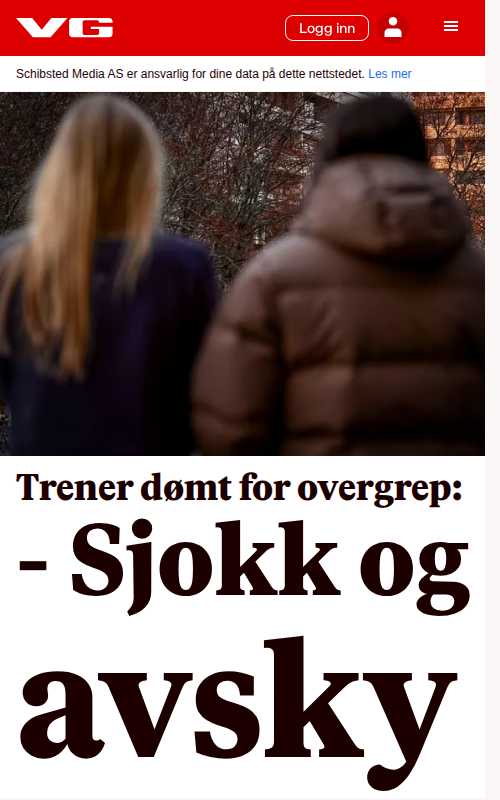 VG
Logg inn
Schibsted Media AS er ansvarlig for dine data på dette nettstedet. Les mer
Trener dømt for overgrep:
- Sjokk og
avsky